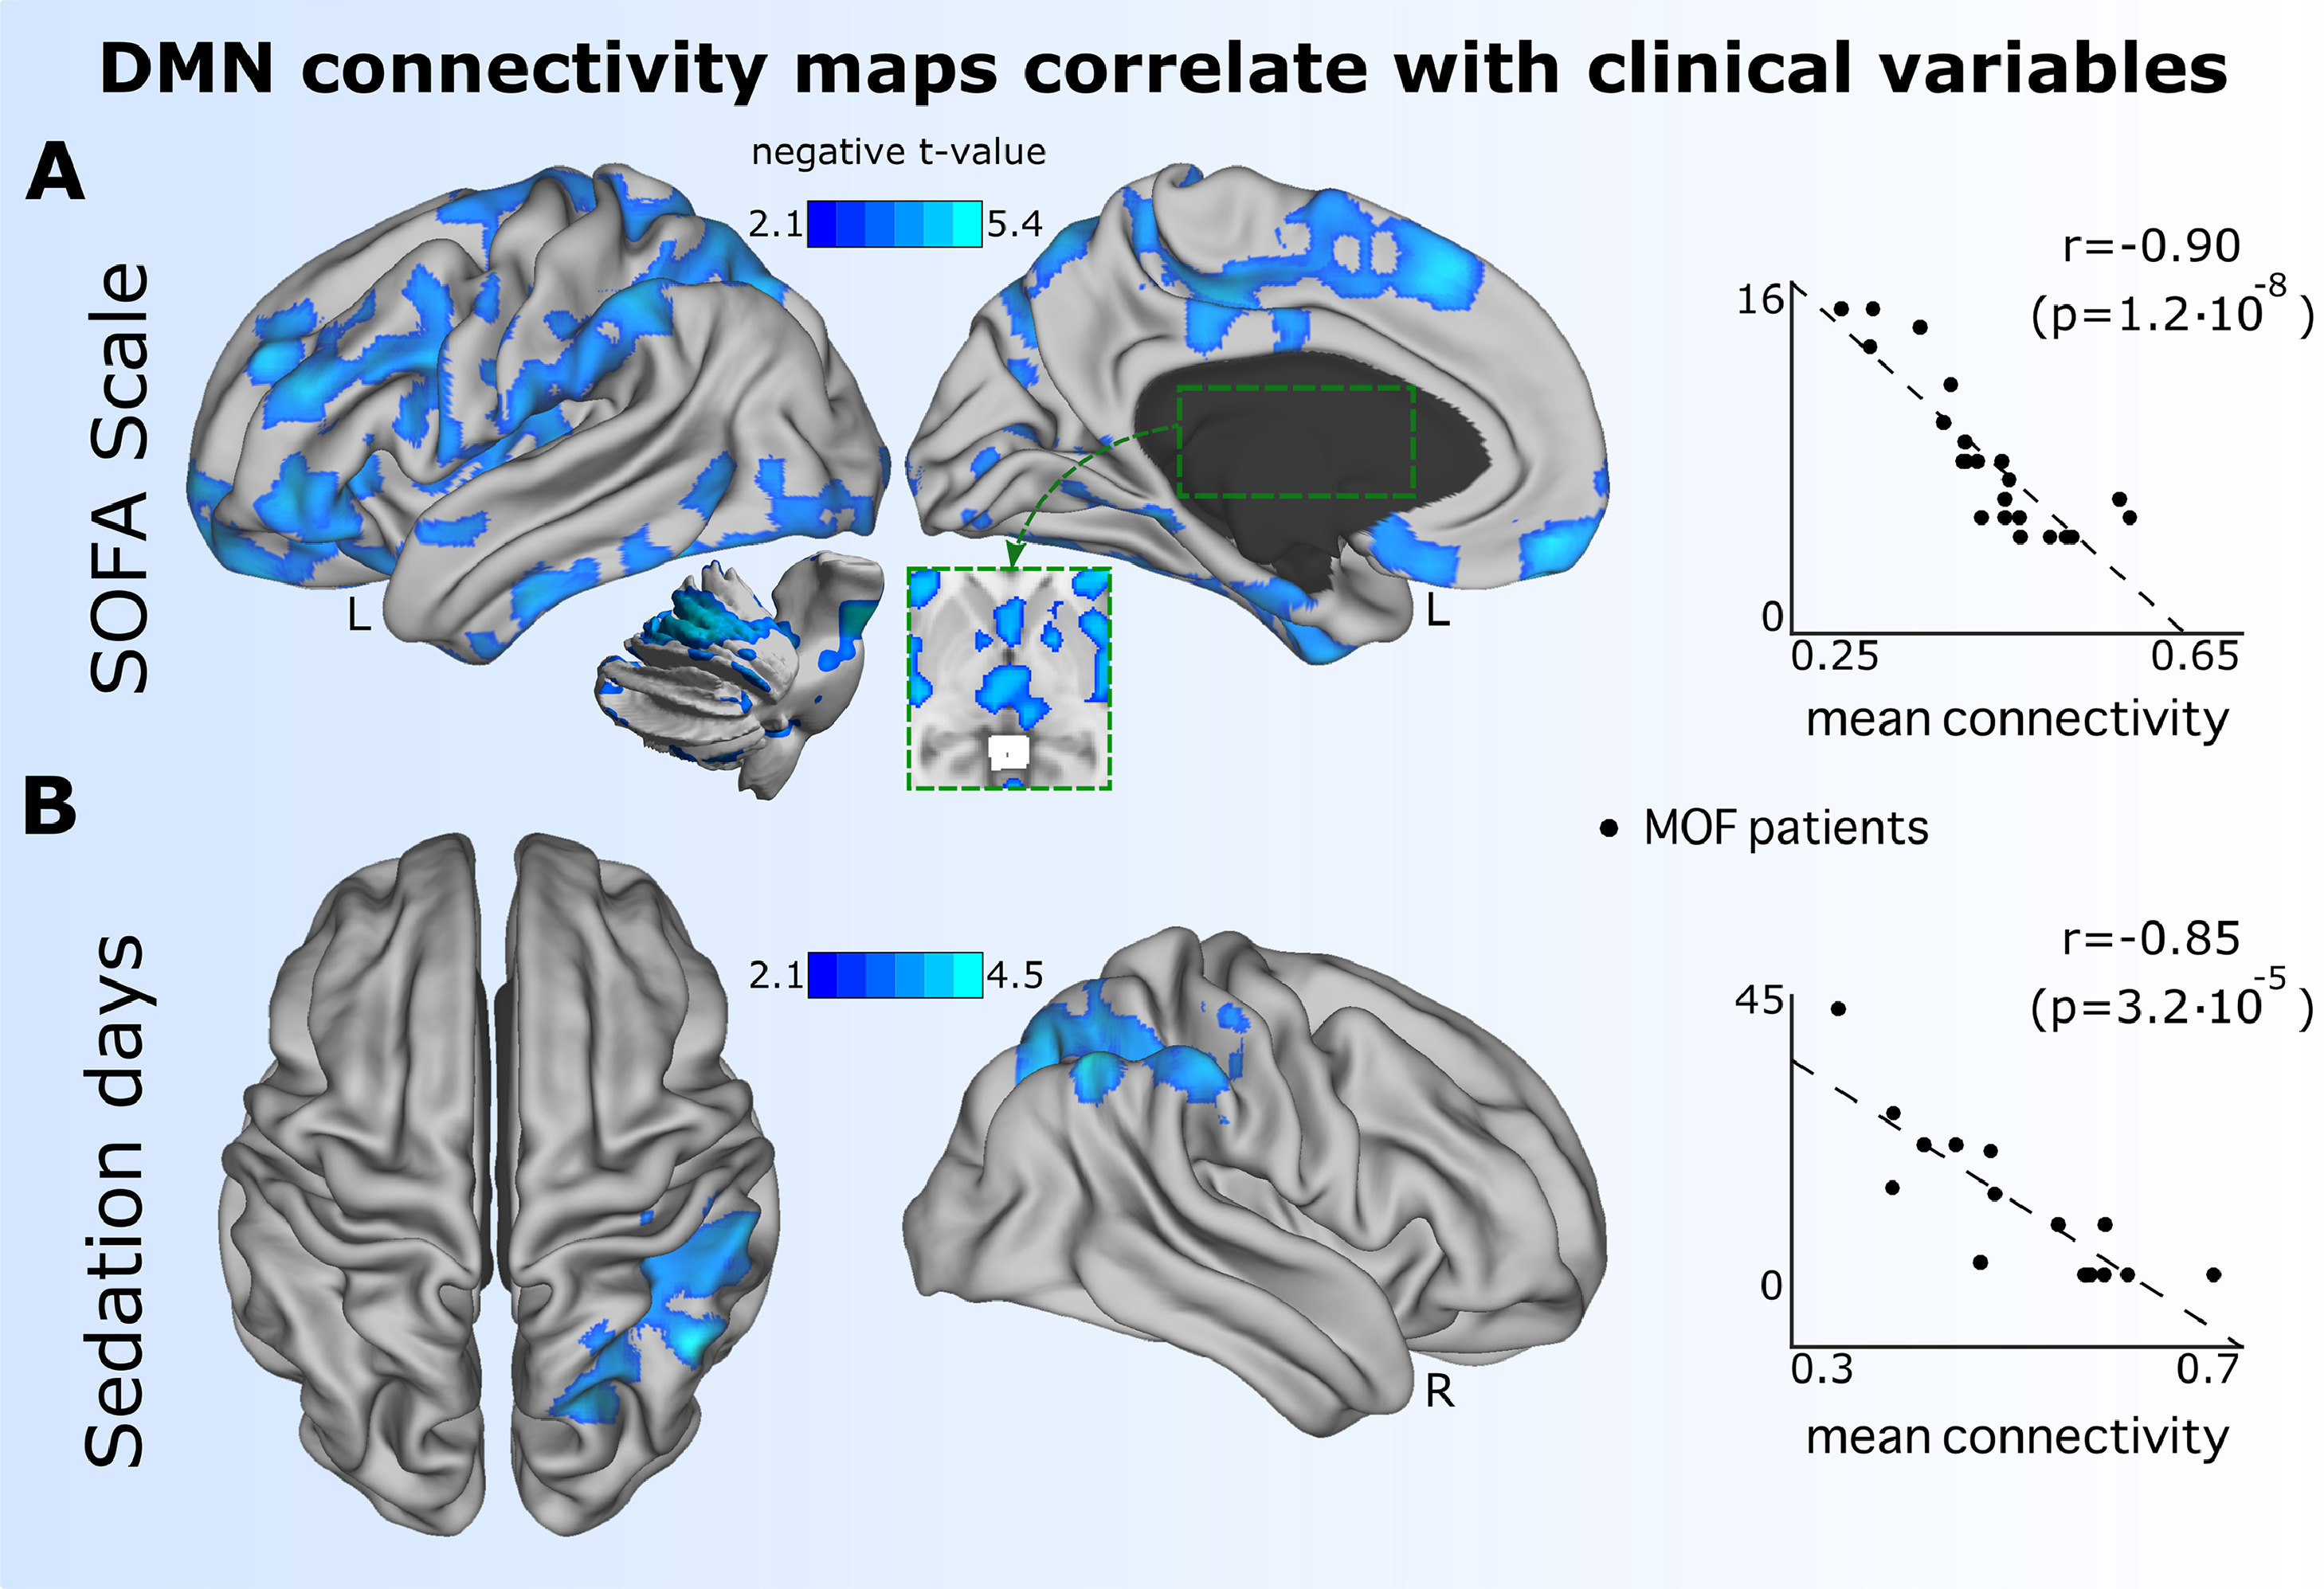 DMN connectivity maps correlate with clinical variables
A
SOFA Scale
negative t-value
2.1 5.4
L
L
r=-0.90
(p=1.2·10-8)
16
0
0.25 0.65
mean connectivity
MOF patients
B
Sedation days
2.1 4.5
R
r=-0.85
(p=3.2·10-5)
45
0
0.3 0.7
mean connectivity